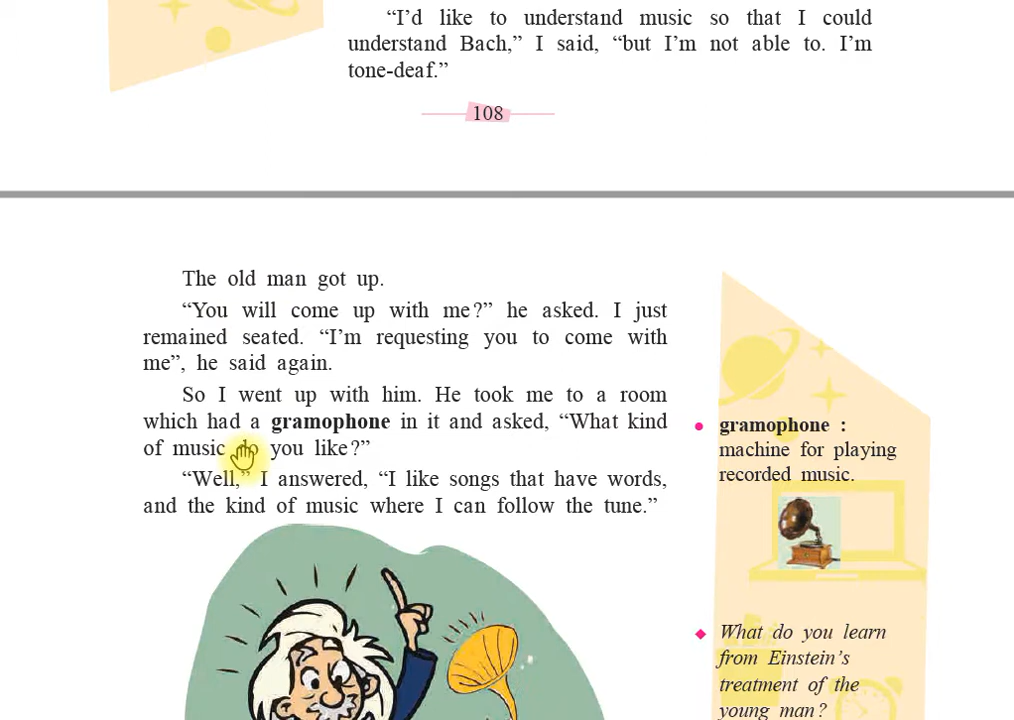 “I’d like to understand music so that I could
understand Bach,” I said, “but I’m not able to. I’m
tone-deaf.”
108
The old man got up.
“You will come up with me?” he asked. I just
remained seated. “I’m requesting you to come with
me”, he said again.
So I went up with him. He took me to a room
which had a gramophone in it and asked, “What kind
of music do you like?”
“Well,” I answered, “I like songs that have words,
and the kind of music where I can follow the tune.”
gramophone :
machine for playing
recorded music.
What do you learn
from Einstein’s
treatment of the
young man?